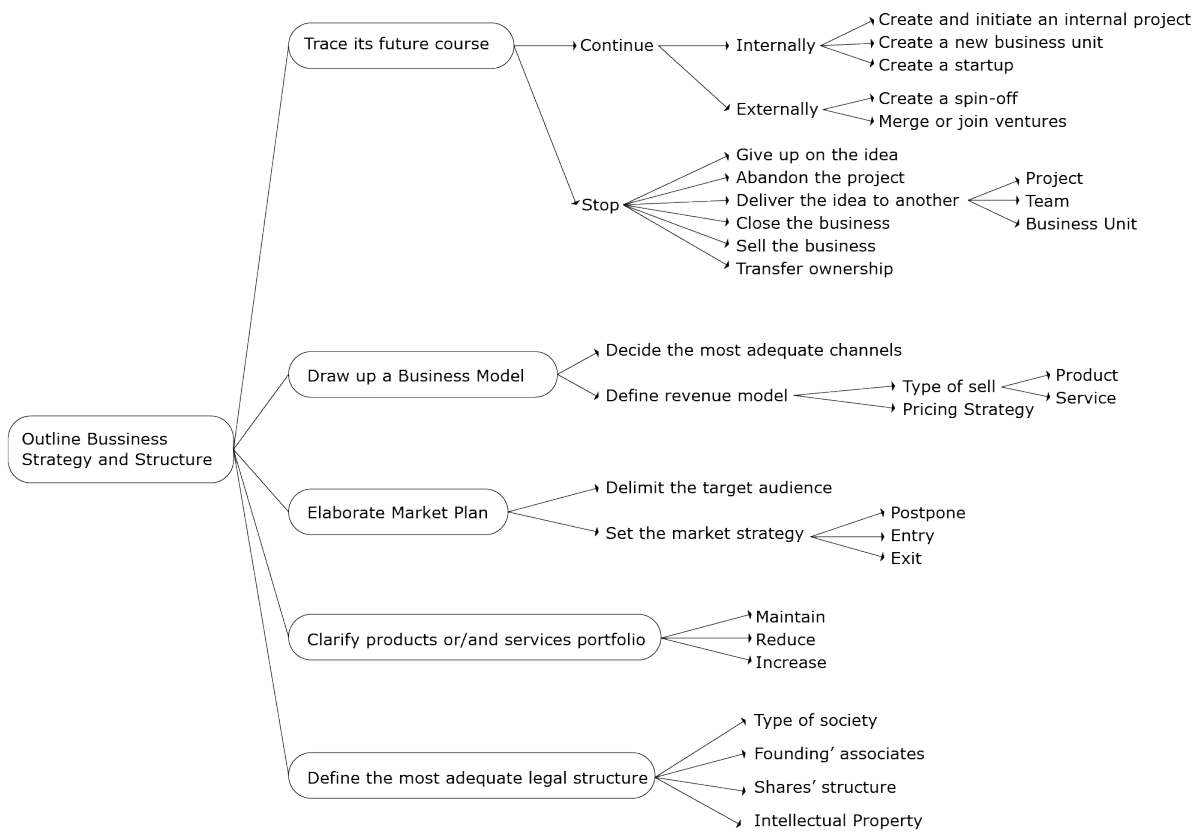 Trace its future course
Continue
Internally
Create and initiate an internal project
Create a new business unit
Create a startup
Externally
Create a spin-off
Merge or join ventures
Stop
Give up on the idea
Abandon the project
Deliver the idea to another
Project
Team
Business Unit
Close the business
Sell the business
Transfer ownership
Draw up a Business Model
Decide the most adequate channels
Define revenue model
Type of sell
Product
Service
Pricing Strategy
Outline Bussiness
Strategy and Structure
Elaborate Market Plan
Delimit the target audience
Set the market strategy
Postpone
Entry
Exit
Clarify products or/and services portfolio
Maintain
Reduce
Increase
Define the most adequate legal structure
Type of society
Founding’ associates
Shares’ structure
Intellectual Property